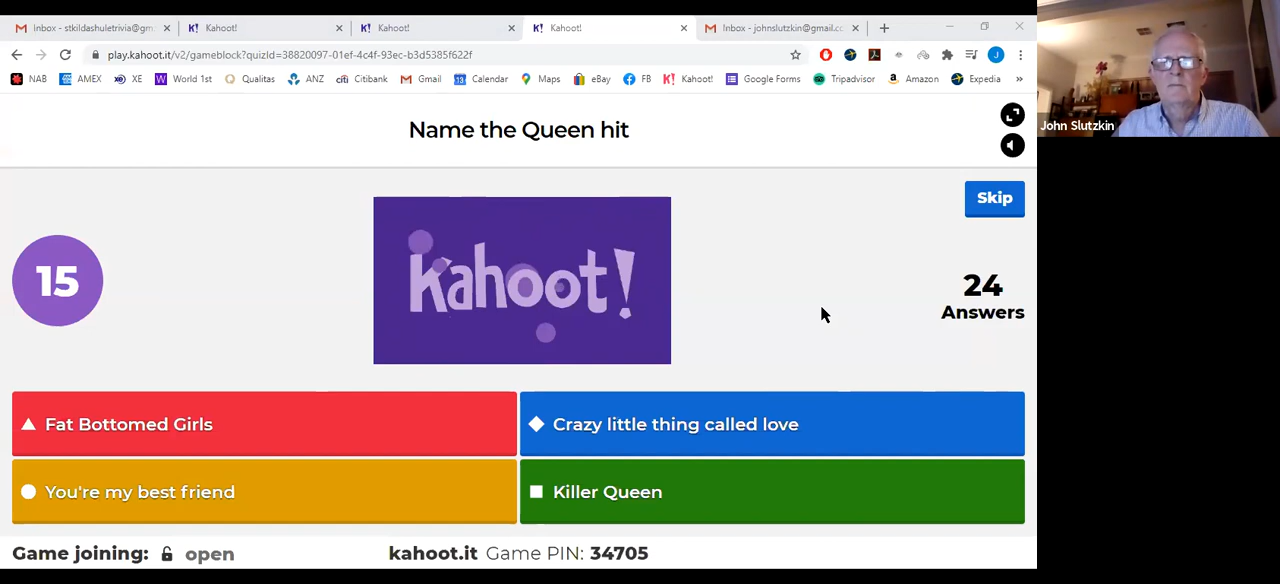 Inbox - stkildashuletrivia@gm
Kahoot!
Kahoot!
Kahoot!
Inbox - johnslutzkin@gmail.cc
play.kahoot.it/v2/gameblock?quizId=38820097-01ef-4c4f-93ec-b3d5385f622f
J
NAB
AMEX
XE
World 1st
Qualitas
ANZ
citi Citibank
Gmail
Calendar
Maps
eBay
FB
K! Kahoot!
Google Forms
Tripadvisor
Amazon
Expedia
John Slutzkin
Name the Queen hit
Skip
15
kahoot!
24
Answers
Fat Bottomed Girls
Crazy little thing called love
You're my best friend
Killer Queen
Game joining: open
kahoot.it Game PIN: 34705